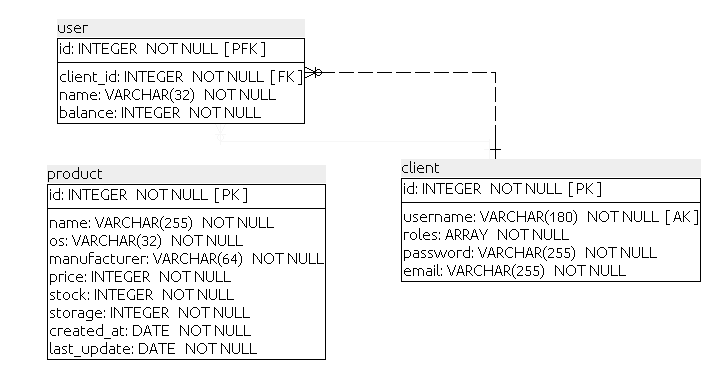 user
id: INTEGER NOT NULL [PFK]
client_id: INTEGER NOT NULL [FK]
name: VARCHAR(32) NOT NULL
balance: INTEGER NOT NULL
product
id: INTEGER NOT NULL [PK]
name: VARCHAR(255) NOT NULL
os: VARCHAR(32) NOT NULL
manufacturer: VARCHAR(64) NOT NULL
price: INTEGER NOT NULL
stock: INTEGER NOT NULL
storage: INTEGER NOT NULL
created_at: DATE NOT NULL
last_update: DATE NOT NULL
client
id: INTEGER NOT NULL [PK]
username: VARCHAR(180) NOT NULL [AK]
roles: ARRAY NOT NULL
password: VARCHAR(255) NOT NULL
email: VARCHAR(255) NOT NULL